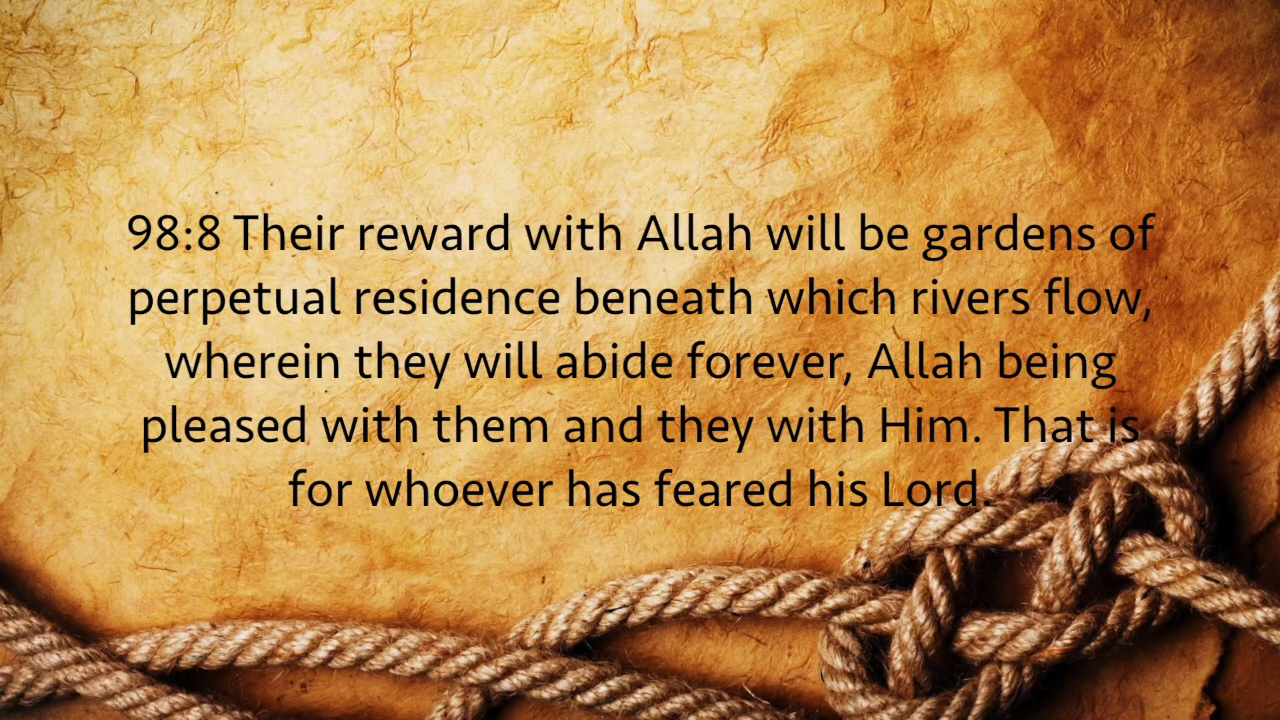 98:8 Their reward with Allah will be gardens of
perpetual residence beneath which rivers flow,
wherein they will abide forever, Allah being
pleased with them and they with Him. That is
for whoever has feared his Lord.